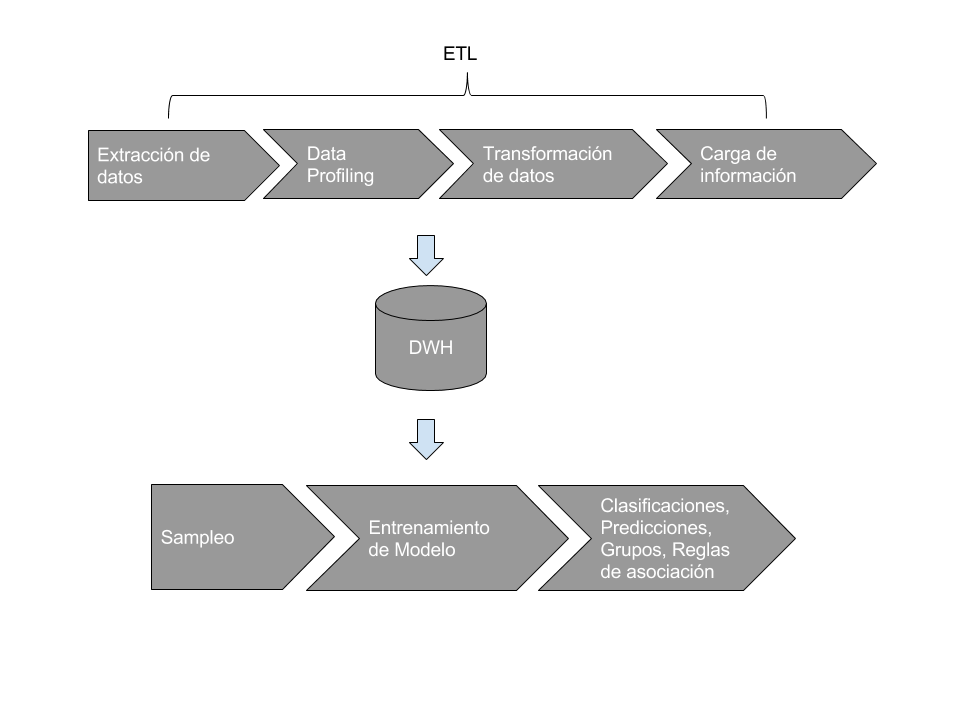 ETL
Extracción de
datos
Data
Profiling
Transformación
de datos
Carga de
información
DWH
Sampleo
Entrenamiento
de Modelo
Clasificaciones,
Predicciones,
Grupos, Reglas
de asociación